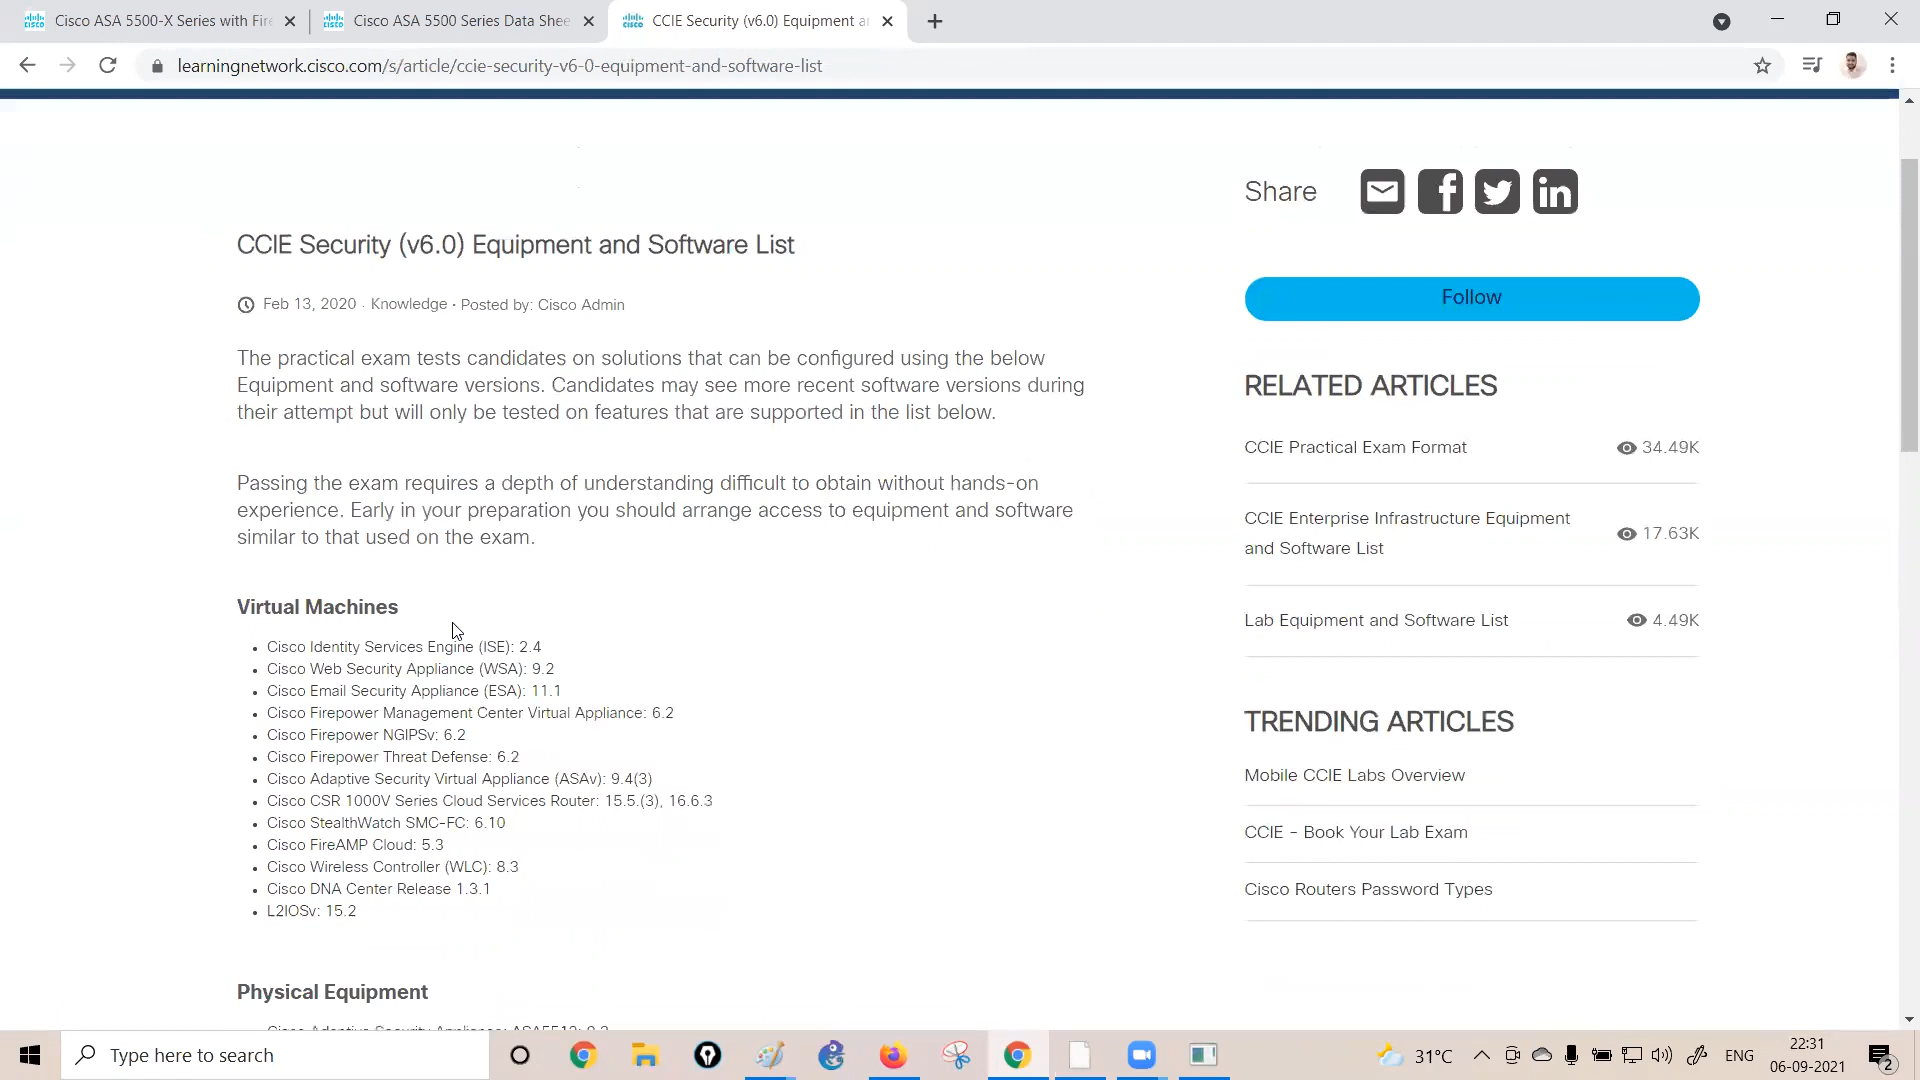 Cisco ASA 5500-X Series with Fire
Cisco ASA 5500 Series Data Shee
CCIE Security (v6.0) Equipment a
learningnetwork.cisco.com/s/article/ccie-security-v6-0-equipment-and-software-list
Share
CCIE Security (v6.0) Equipment and Software List
Feb 13, 2020 · Knowledge · Posted by: Cisco Admin
Follow
The practical exam tests candidates on solutions that can be configured using the below
Equipment and software versions. Candidates may see more recent software versions during
their attempt but will only be tested on features that are supported in the list below.
Passing the exam requires a depth of understanding difficult to obtain without hands-on
experience. Early in your preparation you should arrange access to equipment and software
similar to that used on the exam.
Virtual Machines
• Cisco Identity Services Engine (ISE): 2.4
• Cisco Web Security Appliance (WSA): 9.2
• Cisco Email Security Appliance (ESA): 11.1
• Cisco Firepower Management Center Virtual Appliance: 6.2
• Cisco Firepower NGIPSv: 6.2
• Cisco Firepower Threat Defense: 6.2
• Cisco Adaptive Security Virtual Appliance (ASAv): 9.4(3)
• Cisco CSR 1000V Series Cloud Services Router: 15.5.(3), 16.6.3
• Cisco StealthWatch SMC-FC: 6.10
• Cisco FireAMP Cloud: 5.3
• Cisco Wireless Controller (WLC): 8.3
• Cisco DNA Center Release 1.3.1
• L2IOSv: 15.2
Physical Equipment
RELATED ARTICLES
CCIE Practical Exam Format 34.49K
CCIE Enterprise Infrastructure Equipment
and Software List 17.63K
Lab Equipment and Software List 4.49K
TRENDING ARTICLES
Mobile CCIE Labs Overview
CCIE - Book Your Lab Exam
Cisco Routers Password Types
Type here to search
31°C
ENG
22:31
06-09-2021
2